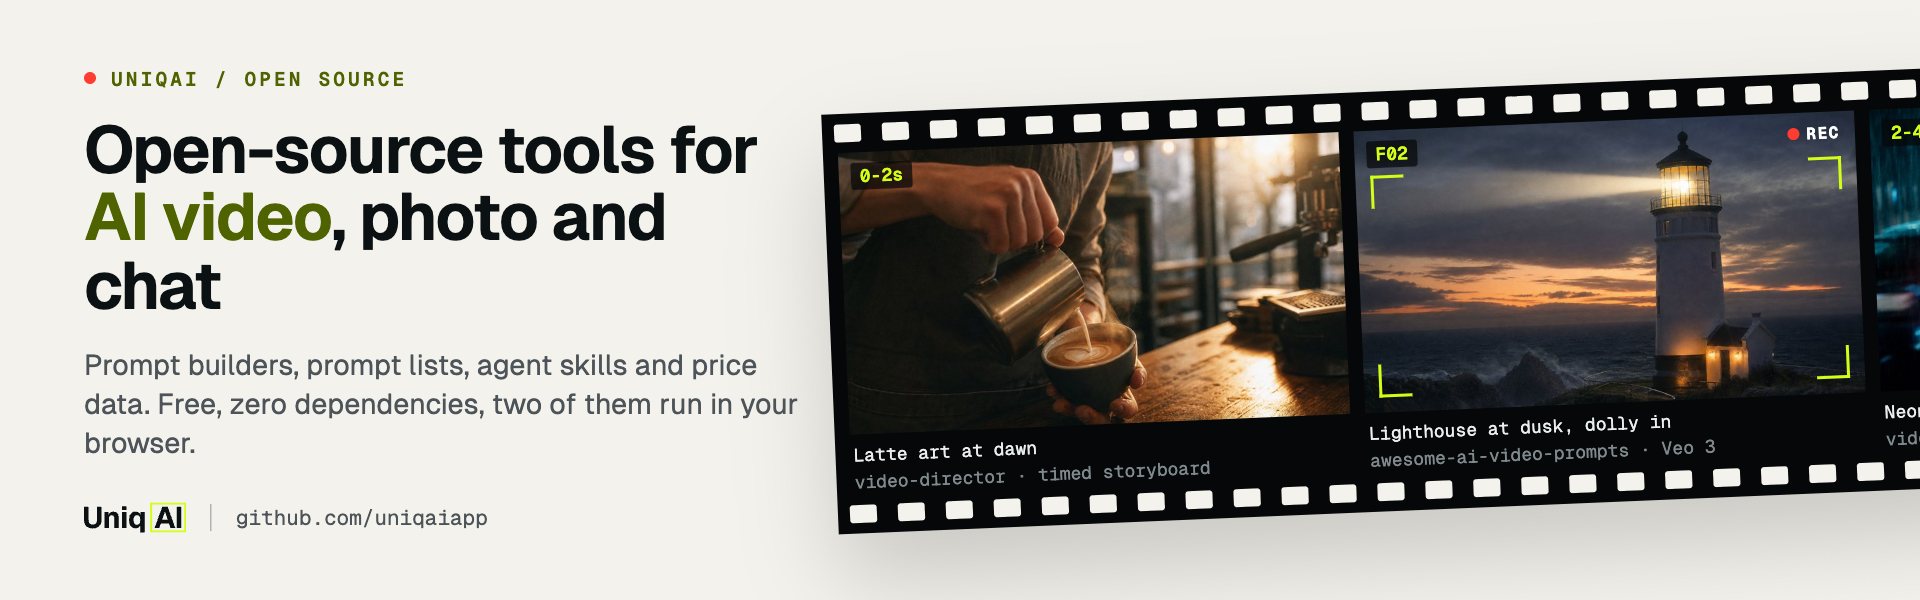 UNIQAI / OPEN SOURCE
Open-source tools for
AI video, photo and
chat
Prompt builders, prompt lists, agent skills and price
data. Free, zero dependencies, two of them run in your
browser.
Uniq AI
github.com/uniqaiapp
0-2s
Latte art at dawn
video-director · timed storyboard
F02
REC
Lighthouse at dusk, dolly in
awesome-ai-video-prompts · Veo 3